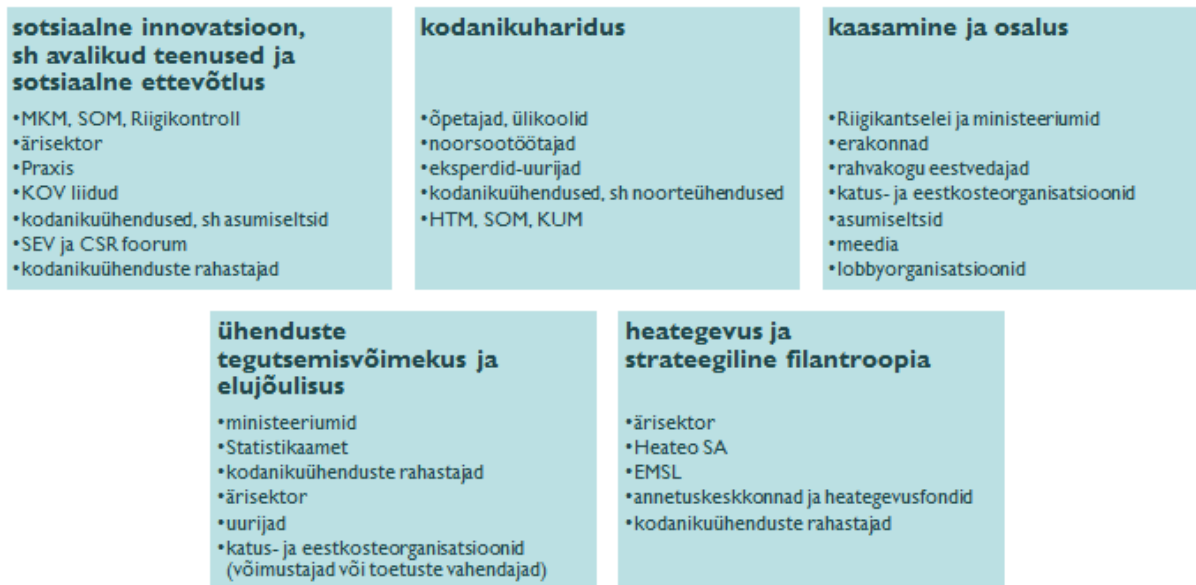 sotsiaalne innovatsioon,
sh avalikud teenused ja
sotsiaalne ettevõtlus
•MKM, SOM, Riigikontroll
•ärisektor
•Praxis
•KOV liidud
•kodanikuühendused, sh asumiseltsid
•SEV ja CSR foorum
•kodanikuühenduste rahastajad
kodanikuharidus
•õpetajad, ülikoolid
•noorsootöötajad
•eksperdid-uurijad
•kodanikuühendused, sh noorteühendused
•HTM, SOM, KUM
kaasamine ja osalus
•Riigikantselei ja ministeeriumid
•erakonnad
•rahvakogu eestvedajad
•katus- ja eestkosteorganisatsioonid
•asumiseltsid
•meedia
•lobbyorganisatsioonid
ühenduste
tegutsemisvõimekus ja
elujõulisus
•ministeeriumid
•Statistikaamet
•kodanikuühenduste rahastajad
•ärisektor
•uurijad
•katus- ja eestkosteorganisatsioonid
(võimustajad või toetuste vahendajad)
heategevus ja
strateegiline filantroopia
•ärisektor
•Heateo SA
•EMSL
•annetuskeskkonnad ja heategevusfondid
•kodanikuühenduste rahastajad